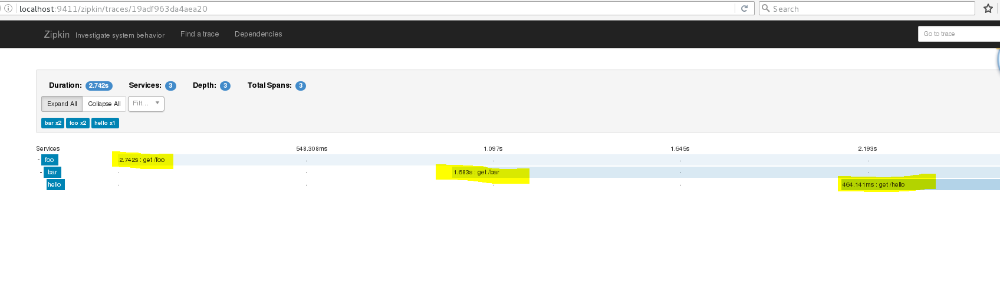 localhost:9411/zipkin/traces/19adf963da4aea20 Search
Zipkin Investigate system behavior Find a trace Dependencies Go to trace
Duration: 2.742s Services: 3 Depth: 3 Total Spans: 3
Expand All Collapse All Filt...
bar x2 foo x2 hello x1
Services 548.308ms 1.097s 1.645s 2.193s
- foo 2.742s : get /foo
- bar 1.683s : get /bar
hello 464.141ms : get /hello